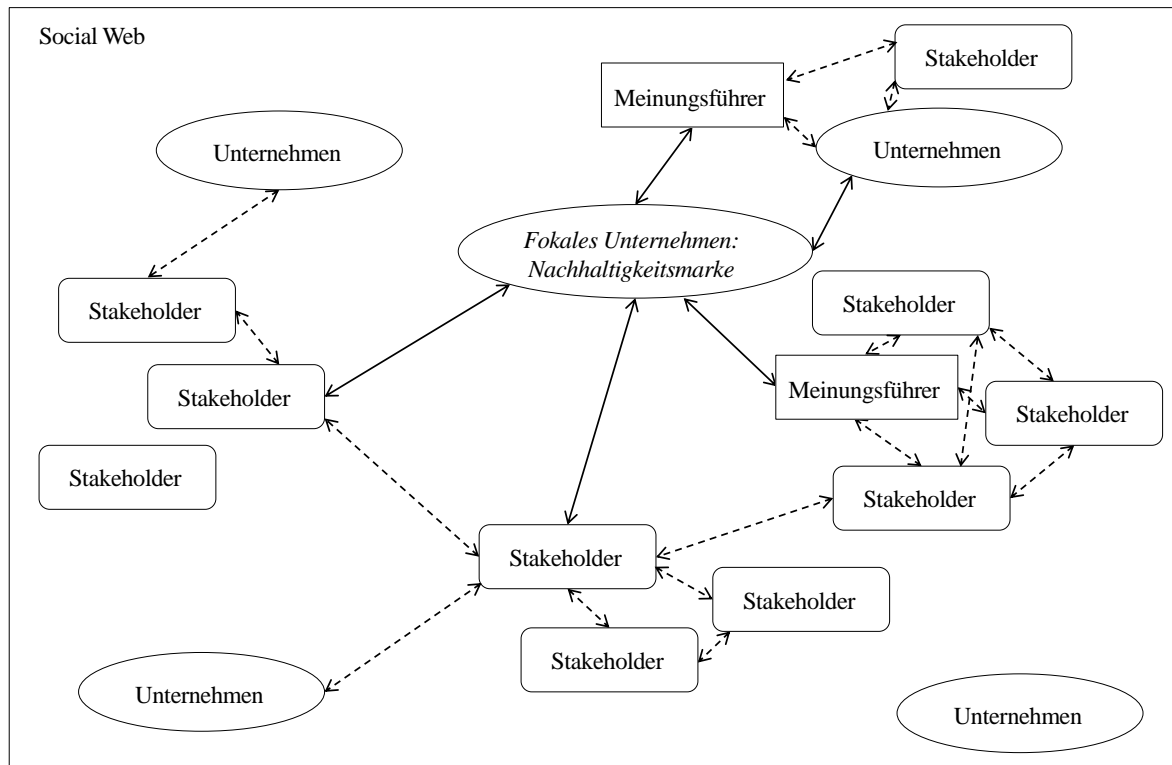 Social Web
Stakeholder
Meinungsführer
Unternehmen
Unternehmen
Fokales Unternehmen:
Nachhaltigkeitsmarke
Stakeholder
Stakeholder
Stakeholder
Meinungsführer
Stakeholder
Stakeholder
Stakeholder
Stakeholder
Stakeholder
Stakeholder
Stakeholder
Unternehmen
Unternehmen